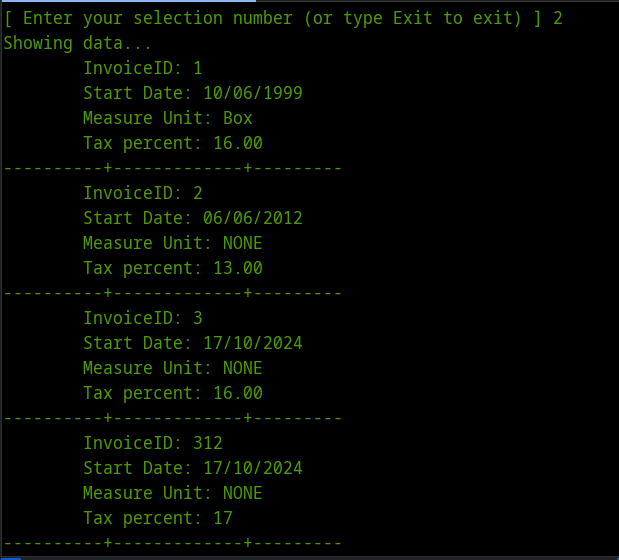 [ Enter your selection number (or type Exit to exit) ] 2
Showing data...
InvoiceID: 1
Start Date: 10/06/1999
Measure Unit: Box
Tax percent: 16.00
----------+-------------+---------
InvoiceID: 2
Start Date: 06/06/2012
Measure Unit: NONE
Tax percent: 13.00
----------+-------------+---------
InvoiceID: 3
Start Date: 17/10/2024
Measure Unit: NONE
Tax percent: 16.00
----------+-------------+---------
InvoiceID: 312
Start Date: 17/10/2024
Measure Unit: NONE
Tax percent: 17
----------+-------------+---------